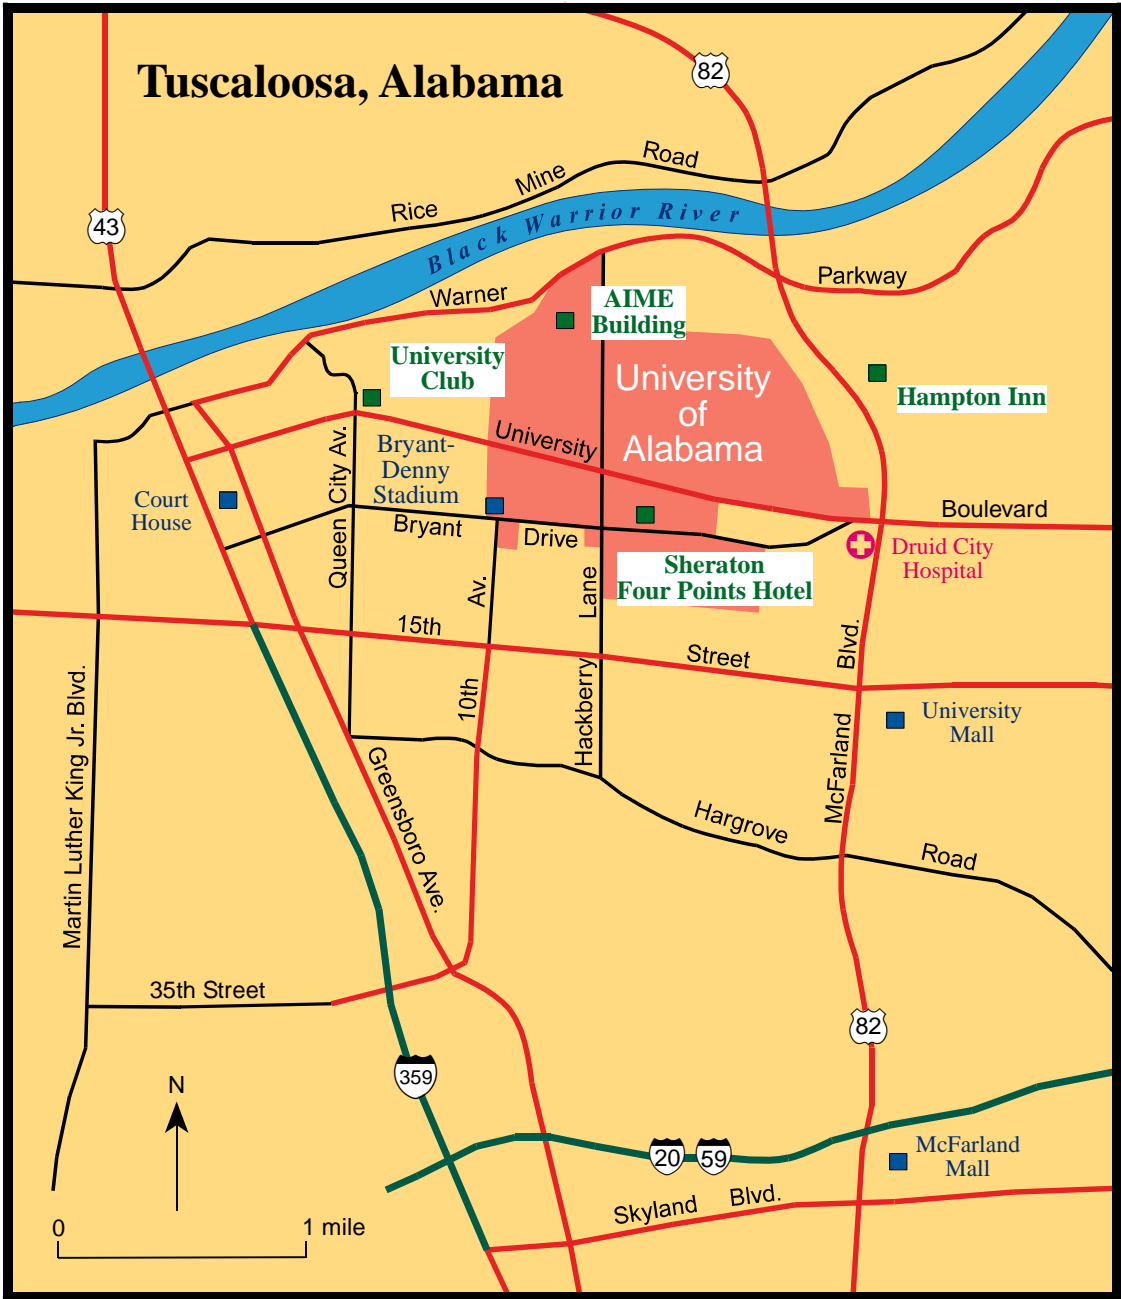 82
Tuscaloosa, Alabama
Rice Mine Road
43
Black Warrior River
Warner Parkway
AIME
Building
University
Club
University
of
Alabama
Hampton Inn
University Boulevard
Queen City Av.
Bryant-
Denny
Stadium
Court
House
Bryant Drive
Druid City
Hospital
Sheraton
Four Points Hotel
15th Street
10th Av.
Hackberry Lane
McFarland Blvd.
Martin Luther King Jr. Blvd.
University
Mall
Greensboro Ave.
Hargrove Road
35th Street
82
359
N
20 59
McFarland
Mall
Skyland Blvd.
0 1 mile